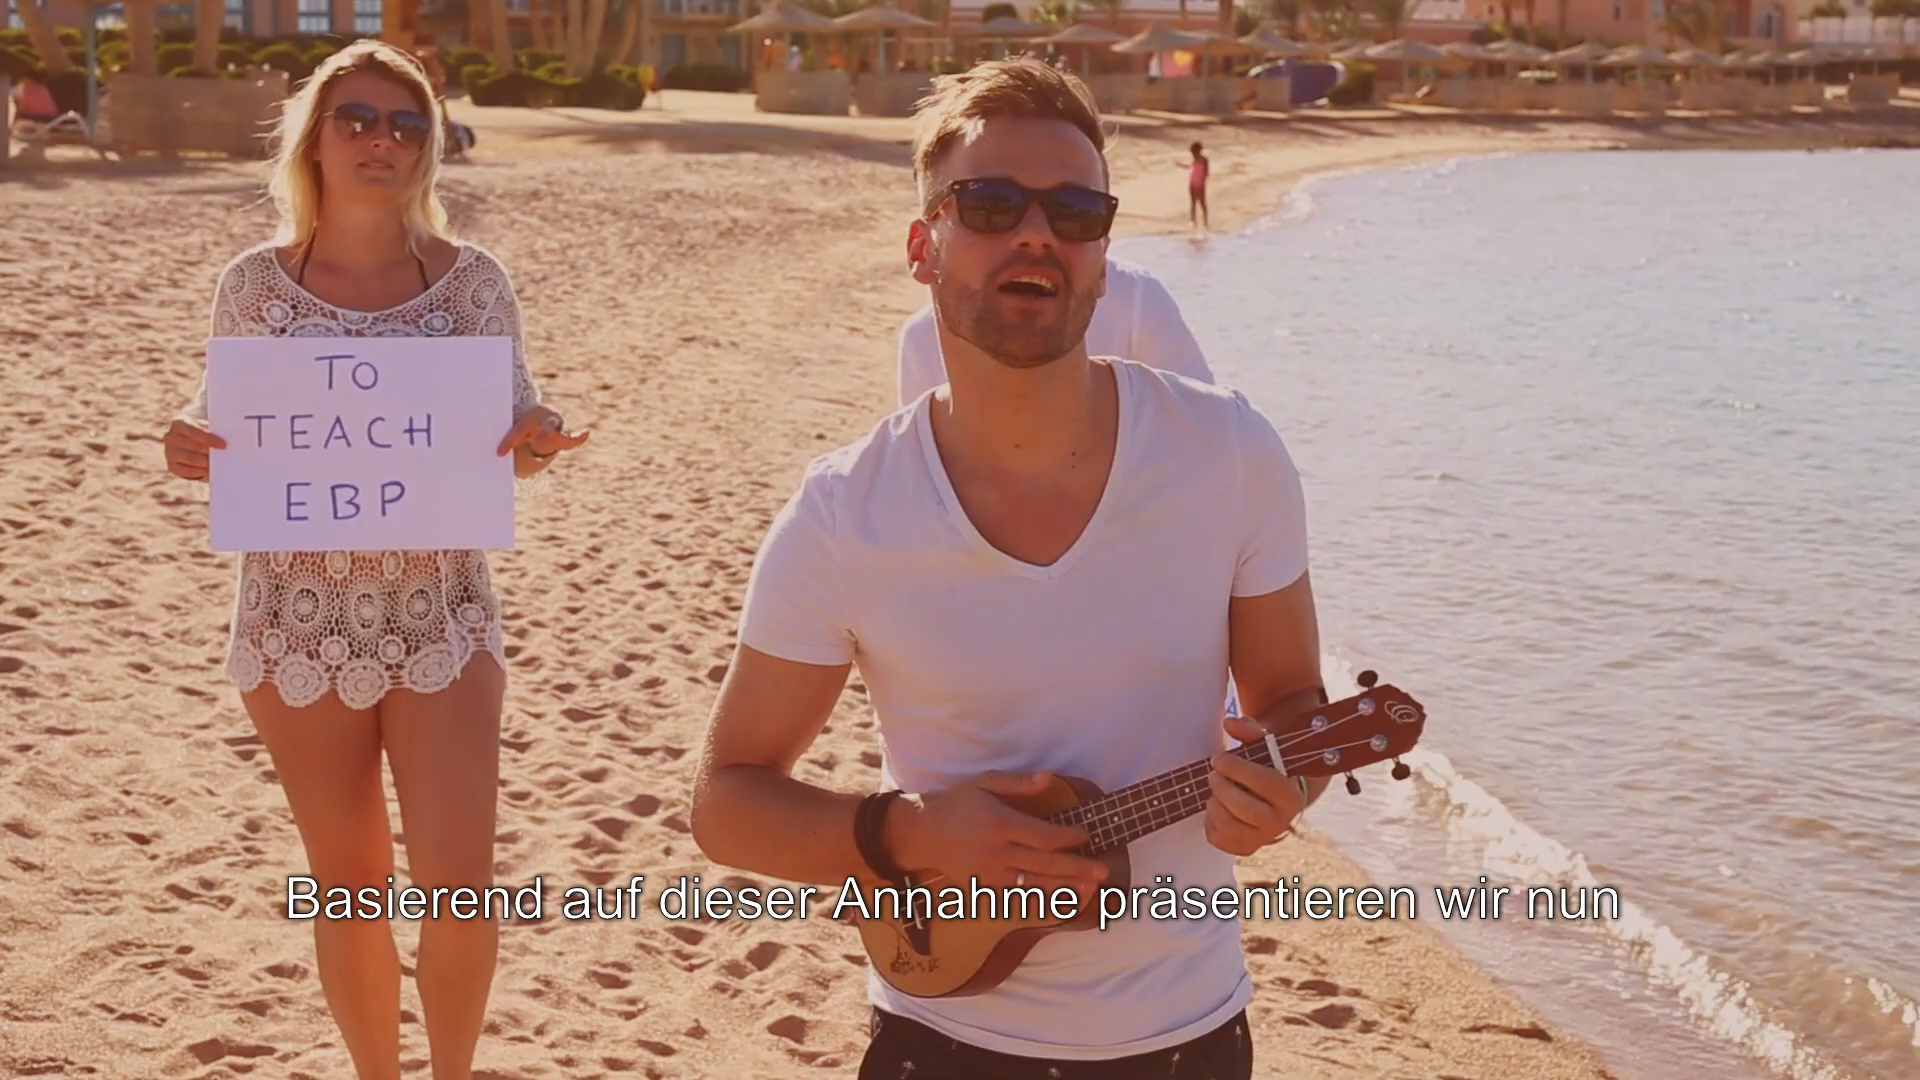 TO
TEACH
EBP
Basierend auf dieser Annahme präsentieren wir nun